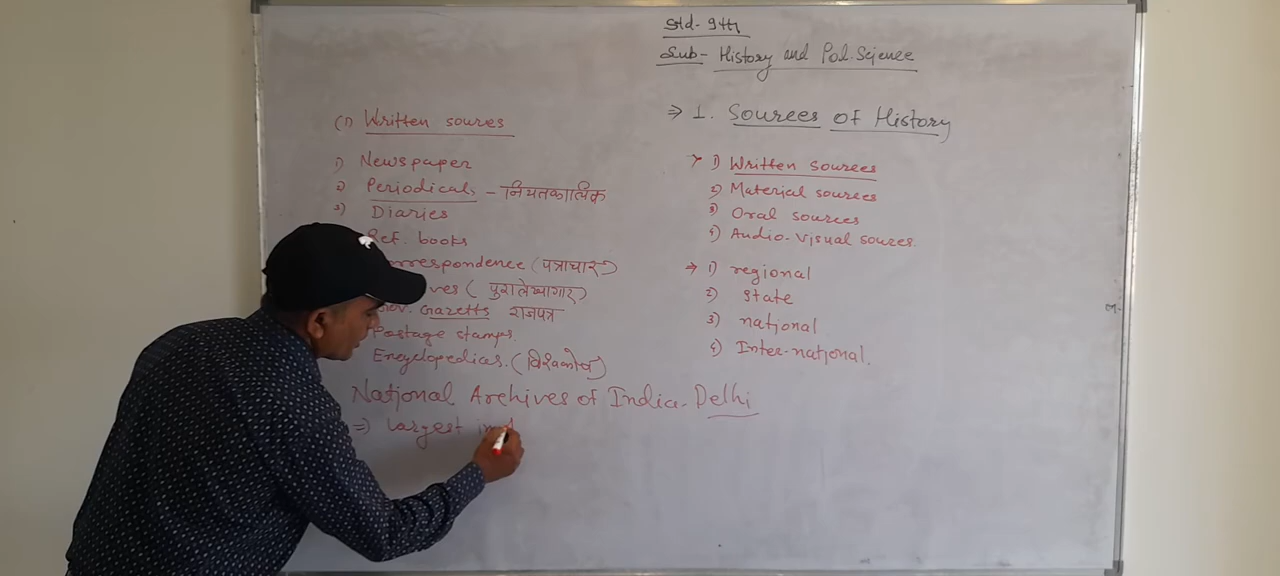 Std- 9th
Sub- History and Pol. Science
⇒ 1. Sources of History
(1) Written soures
1) Newspaper
2) Periodicals - नियतकालिक
3) Diaries
Ref. books
rrespondence (पत्राचार)
ves (पुरालेखागार)
Gazetts राजपत्र
Postage stamps.
Encyclopedias. (विश्वकोष)
National Archives of India - Delhi
⇒ Largest in
1) Written sources
2) Material sources
3) Oral sources
4) Audio-Visual soures.
⇒ 1) regional
2) state
3) national
4) Inter-national.